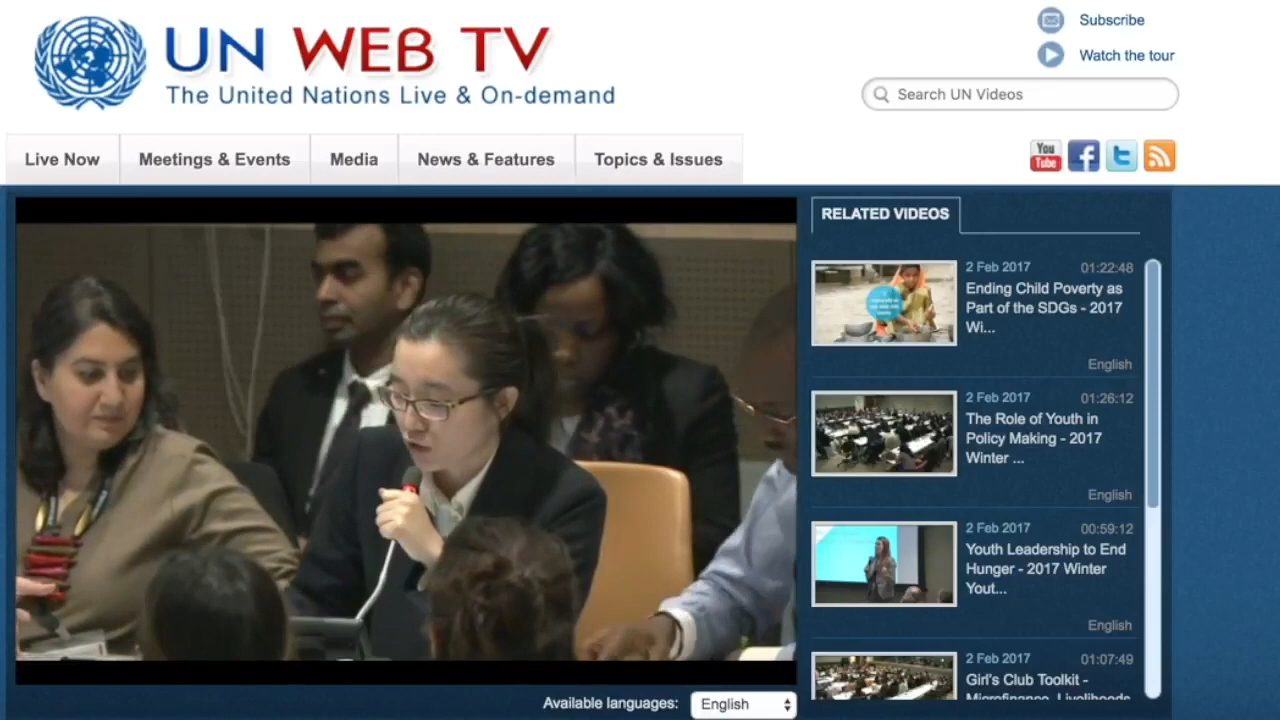 UN WEB TV
The United Nations Live & On-demand
Subscribe
Watch the tour
Search UN Videos
Live Now
Meetings & Events
Media
News & Features
Topics & Issues
You
Tube
RELATED VIDEOS
2 Feb 2017
01:22:48
Ending Child Poverty as
Part of the SDGs - 2017
Wi...
English
2 Feb 2017
01:26:12
The Role of Youth in
Policy Making - 2017
Winter ...
English
2 Feb 2017
00:59:12
Youth Leadership to End
Hunger - 2017 Winter
Yout...
English
2 Feb 2017
01:07:49
Girl's Club Toolkit -
Microfinance, Livelihoods
Available languages:
English